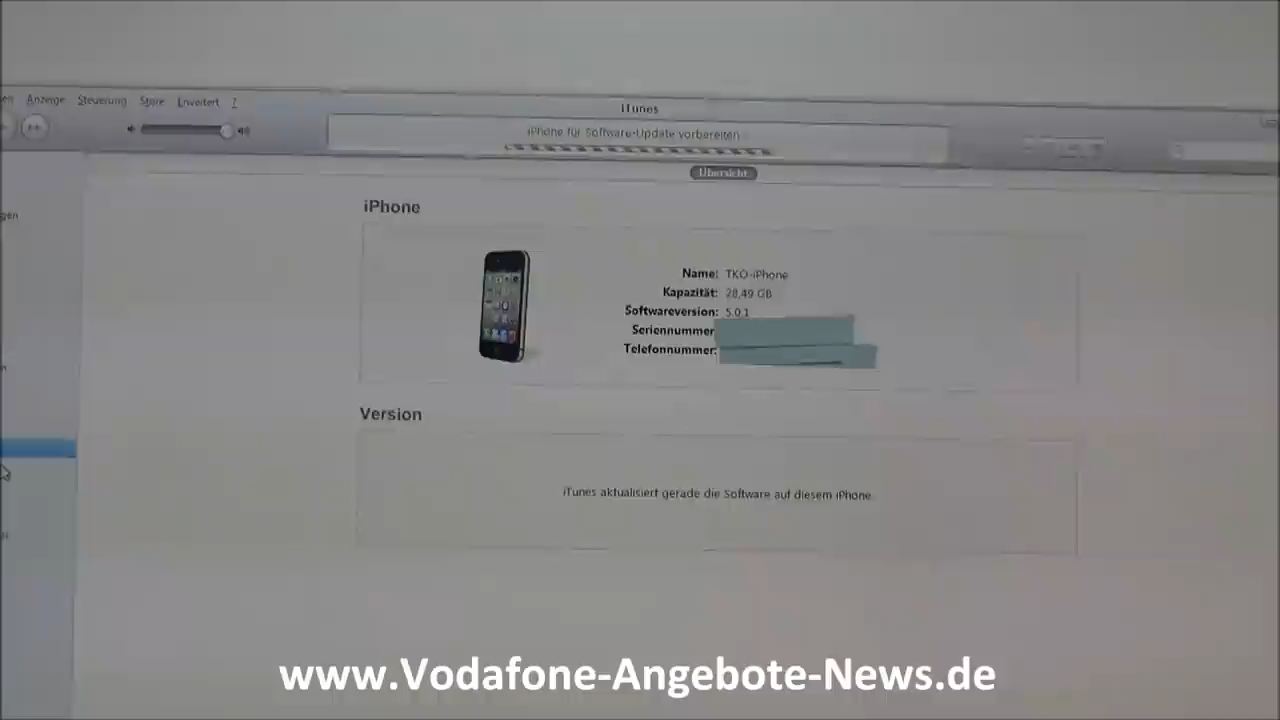 Anzeige Steuerung Store Erweitert ?
iTunes
iPhone für Software-Update vorbereiten
Übersicht
iPhone
gen
Name: TKO-iPhone
Kapazität: 28,49 GB
Softwareversion: 5.0.1
Seriennummer
Telefonnummer:
Version
iTunes aktualisiert gerade die Software auf diesem iPhone.
www.Vodafone-Angebote-News.de